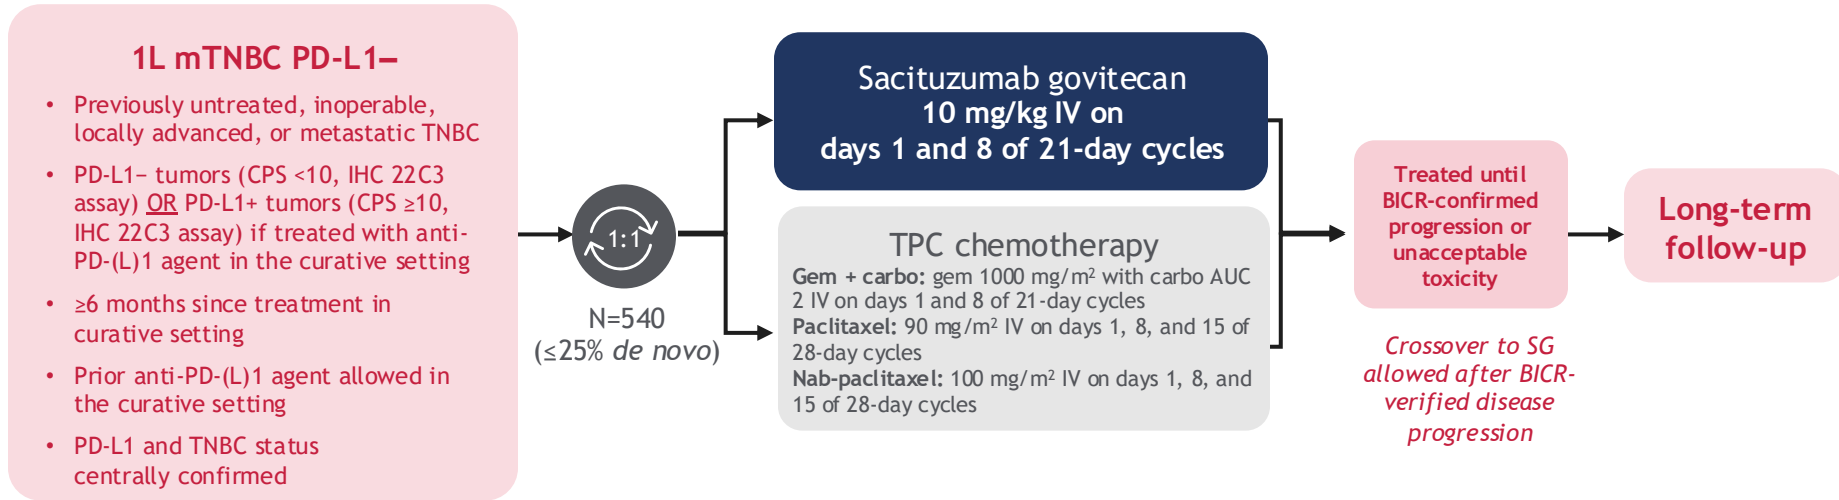 1L mTNBC PD-L1–
• Previously untreated, inoperable,
locally advanced, or metastatic TNBC
• PD-L1− tumors (CPS <10, IHC 22C3
assay) OR PD-L1+ tumors (CPS ≥10,
IHC 22C3 assay) if treated with anti-
PD-(L)1 agent in the curative setting
• ≥6 months since treatment in
curative setting
• Prior anti-PD-(L)1 agent allowed in
the curative setting
• PD-L1 and TNBC status
centrally confirmed
1:1
N=540
(≤25% de novo)
Sacituzumab govitecan
10 mg/kg IV on
days 1 and 8 of 21-day cycles
TPC chemotherapy
Gem + carbo: gem 1000 mg/m² with carbo AUC
2 IV on days 1 and 8 of 21-day cycles
Paclitaxel: 90 mg/m² IV on days 1, 8, and 15 of
28-day cycles
Nab-paclitaxel: 100 mg/m² IV on days 1, 8, and
15 of 28-day cycles
Treated until
BICR-confirmed
progression or
unacceptable
toxicity
Crossover to SG
allowed after BICR-
verified disease
progression
Long-term
follow-up